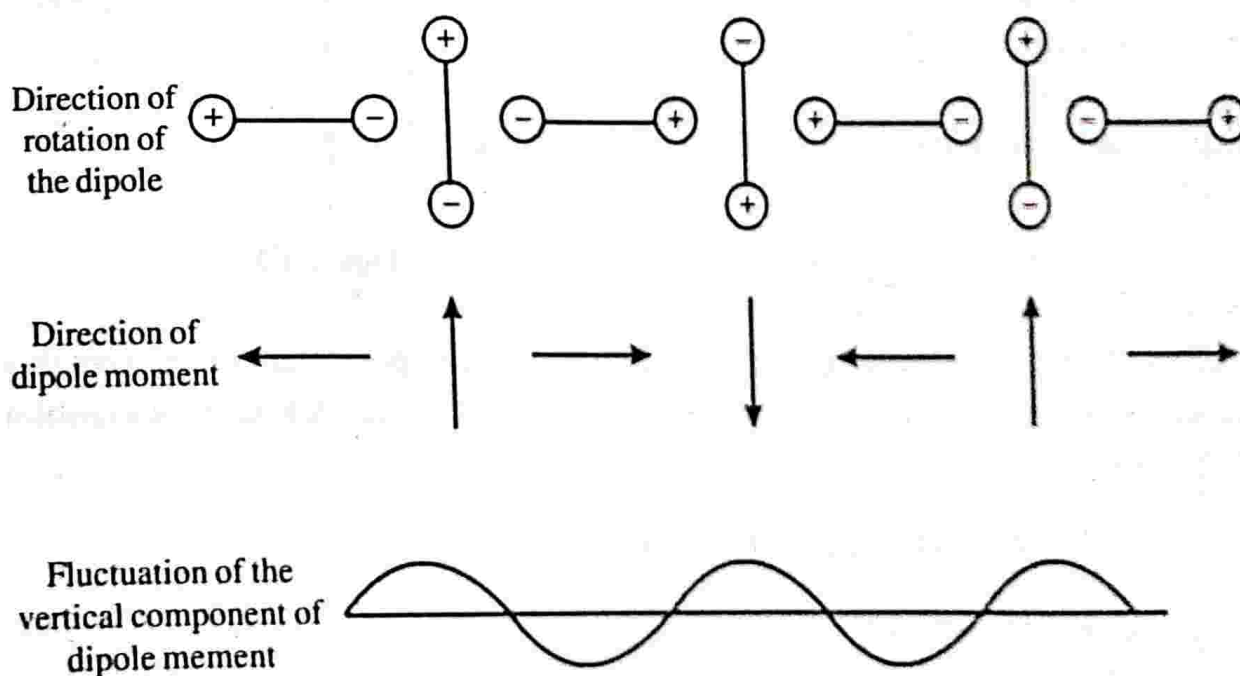 Direction of
rotation of
the dipole
+ −
+
−
− +
−
+
+ −
+
−
− +
Direction of
dipole moment
Fluctuation of the
vertical component of
dipole mement